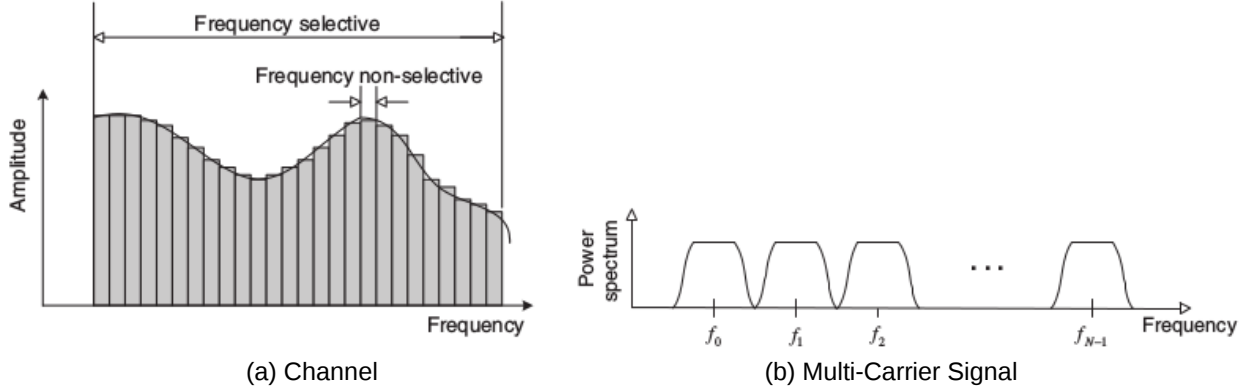 Frequency selective
Frequency non-selective
Amplitude
Frequency
(a) Channel
Power
spectrum
...
f0 f1 f2 fN−1
Frequency
(b) Multi-Carrier Signal